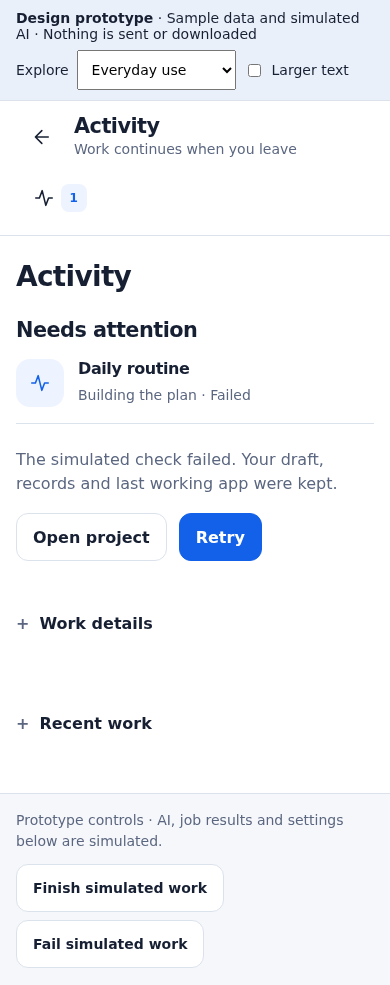 Design prototype · Sample data and simulated
AI · Nothing is sent or downloaded
Explore Everyday use Larger text
Activity
Work continues when you leave
1
Activity
Needs attention
Daily routine
Building the plan · Failed
The simulated check failed. Your draft,
records and last working app were kept.
Open project Retry
+ Work details
+ Recent work
Prototype controls · AI, job results and settings
below are simulated.
Finish simulated work
Fail simulated work